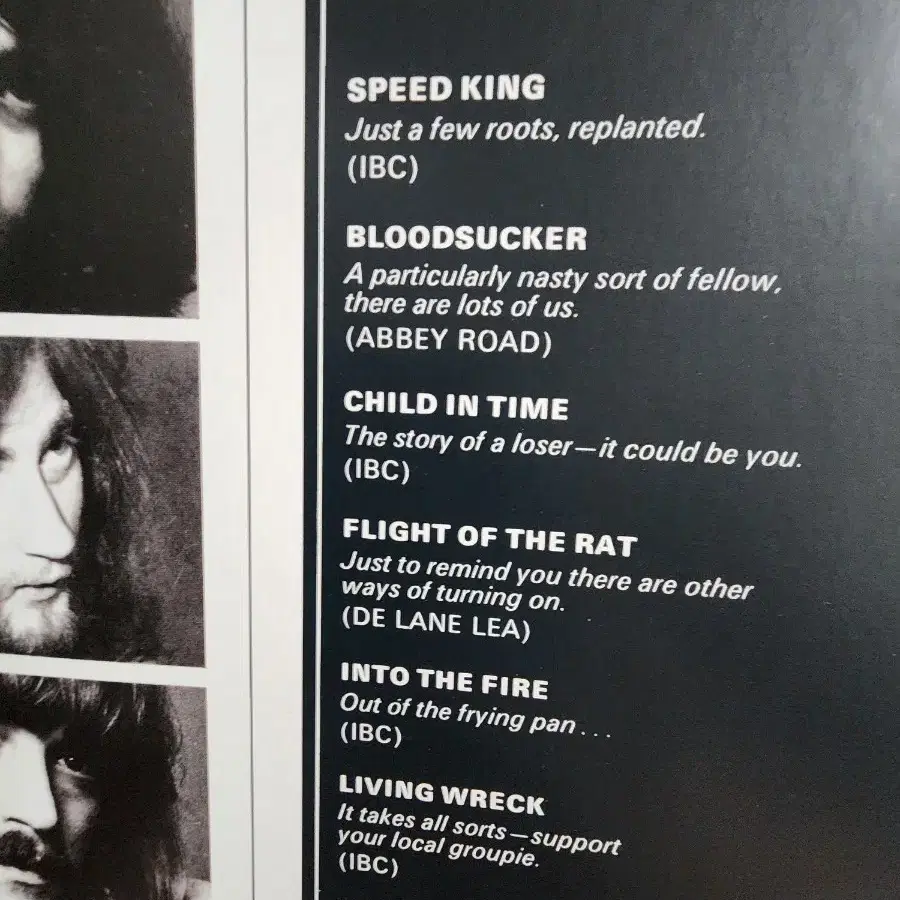 SPEED KING
Just a few roots, replanted.
(IBC)
BLOODSUCKER
A particularly nasty sort of fellow,
there are lots of us.
(ABBEY ROAD)
CHILD IN TIME
The story of a loser—it could be you.
(IBC)
FLIGHT OF THE RAT
Just to remind you there are other
ways of turning on.
(DE LANE LEA)
INTO THE FIRE
Out of the frying pan . . .
(IBC)
LIVING WRECK
It takes all sorts—support
your local groupie.
(IBC)